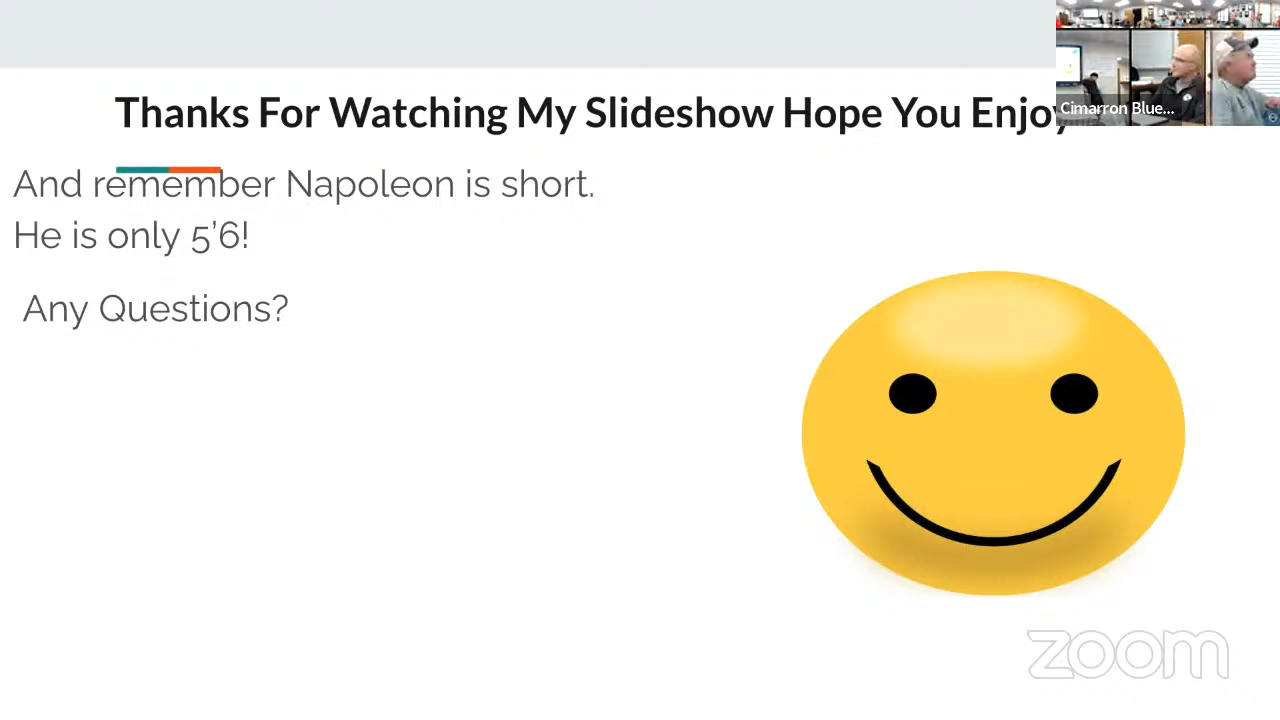 Thanks For Watching My Slideshow Hope You Enjoy
Cimarron Blue...
And remember Napoleon is short.
He is only 5’6!
Any Questions?
zoom